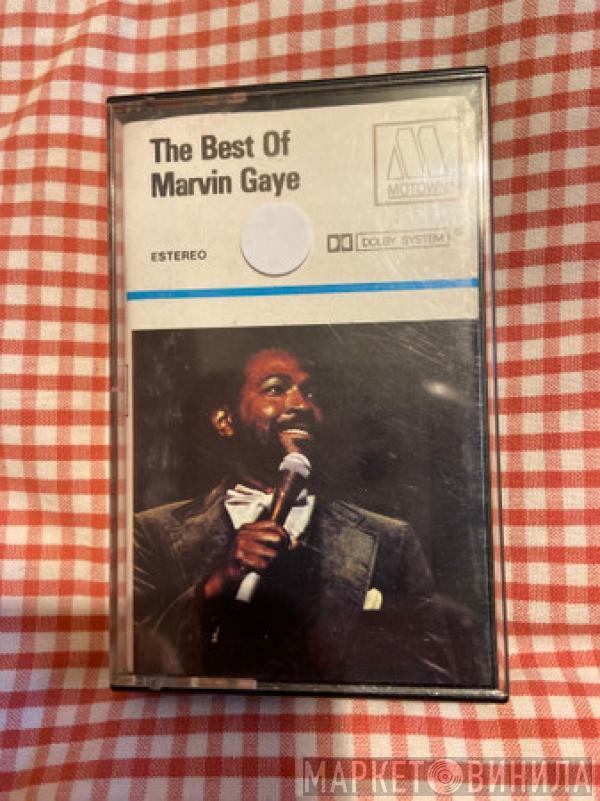 The Best Of
Marvin Gaye
M
MOTOWN
ESTEREO
DOLBY SYSTEM
МАРКЕТ ВИНИЛА